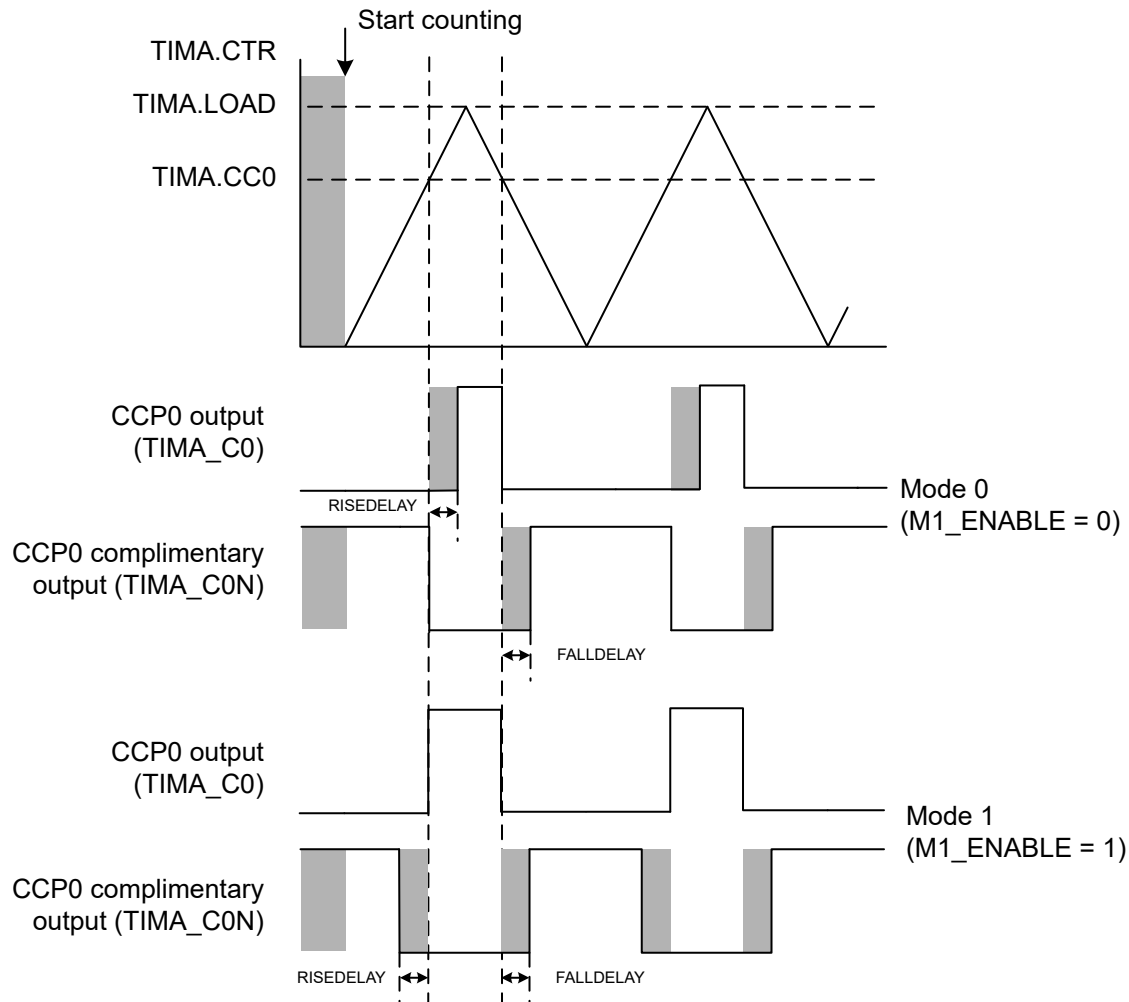 Start counting
TIMA.CTR
TIMA.LOAD
TIMA.CC0
CCP0 output
(TIMA_C0)
RISEDELAY
Mode 0
(M1_ENABLE = 0)
CCP0 complimentary
output (TIMA_C0N)
FALLDELAY
CCP0 output
(TIMA_C0)
Mode 1
(M1_ENABLE = 1)
CCP0 complimentary
output (TIMA_C0N)
RISEDELAY
FALLDELAY